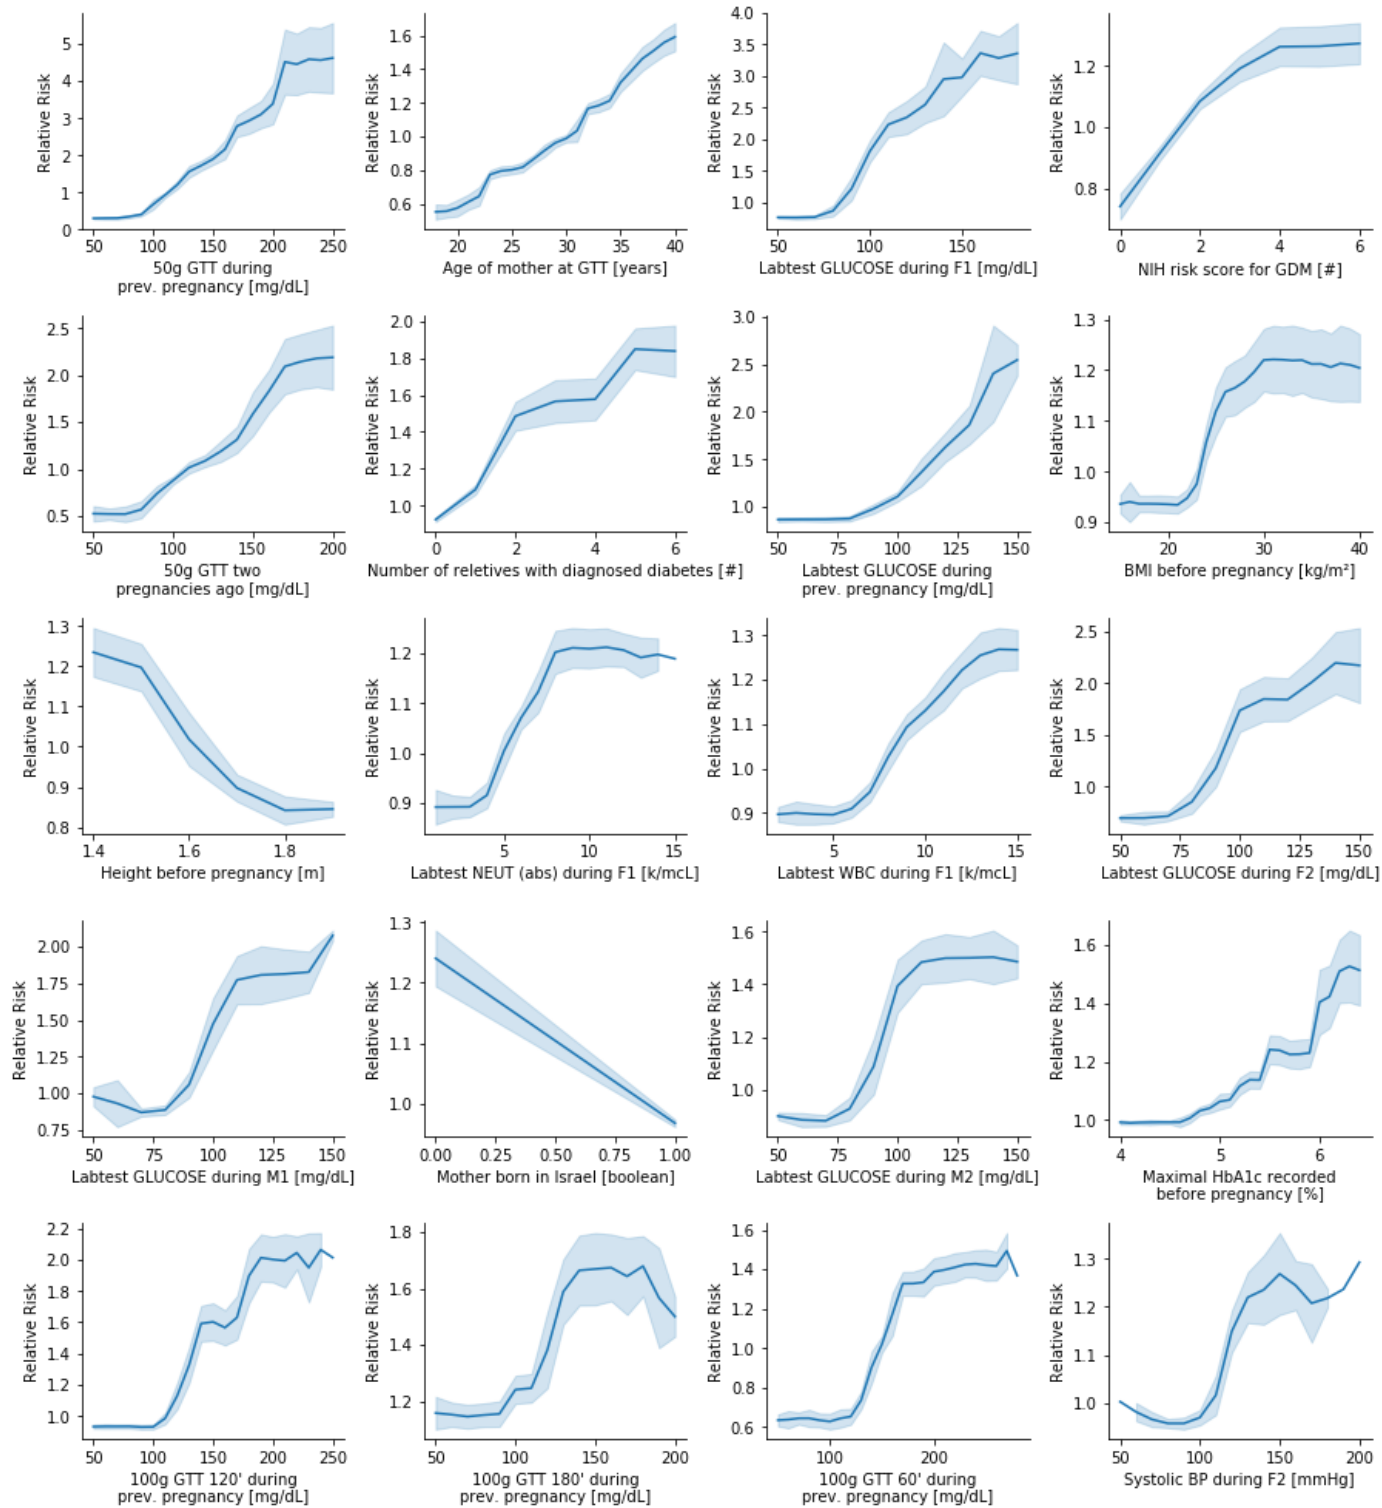 Relative Risk
5
4
3
2
1
0
50 100 150 200 250
50g GTT during
prev. pregnancy [mg/dL]
Relative Risk
1.6
1.4
1.2
1.0
0.8
0.6
20 25 30 35 40
Age of mother at GTT [years]
Relative Risk
4.0
3.5
3.0
2.5
2.0
1.5
1.0
50 100 150
Labtest GLUCOSE during F1 [mg/dL]
Relative Risk
1.2
1.0
0.8
0 2 4 6
NIH risk score for GDM [#]
Relative Risk
2.5
2.0
1.5
1.0
0.5
50 100 150 200
50g GTT two
pregnancies ago [mg/dL]
Relative Risk
2.0
1.8
1.6
1.4
1.2
1.0
0 2 4 6
Number of reletives with diagnosed diabetes [#]
Relative Risk
3.0
2.5
2.0
1.5
1.0
50 75 100 125 150
Labtest GLUCOSE during
prev. pregnancy [mg/dL]
Relative Risk
1.3
1.2
1.1
1.0
0.9
20 30 40
BMI before pregnancy [kg/m²]
Relative Risk
1.3
1.2
1.1
1.0
0.9
0.8
1.4 1.6 1.8
Height before pregnancy [m]
Relative Risk
1.2
1.1
1.0
0.9
5 10 15
Labtest NEUT (abs) during F1 [k/mcL]
Relative Risk
1.3
1.2
1.1
1.0
0.9
5 10 15
Labtest WBC during F1 [k/mcL]
Relative Risk
2.5
2.0
1.5
1.0
50 75 100 125 150
Labtest GLUCOSE during F2 [mg/dL]
Relative Risk
2.00
1.75
1.50
1.25
1.00
0.75
50 75 100 125 150
Labtest GLUCOSE during M1 [mg/dL]
Relative Risk
1.3
1.2
1.1
1.0
0.00 0.25 0.50 0.75 1.00
Mother born in Israel [boolean]
Relative Risk
1.6
1.4
1.2
1.0
50 75 100 125 150
Labtest GLUCOSE during M2 [mg/dL]
Relative Risk
1.6
1.4
1.2
1.0
4 5 6
Maximal HbA1c recorded
before pregnancy [%]
Relative Risk
2.2
2.0
1.8
1.6
1.4
1.2
1.0
50 100 150 200 250
100g GTT 120' during
prev. pregnancy [mg/dL]
Relative Risk
1.8
1.6
1.4
1.2
50 100 150 200
100g GTT 180' during
prev. pregnancy [mg/dL]
Relative Risk
1.6
1.4
1.2
1.0
0.8
0.6
100 200
100g GTT 60' during
prev. pregnancy [mg/dL]
Relative Risk
1.3
1.2
1.1
1.0
50 100 150 200
Systolic BP during F2 [mmHg]